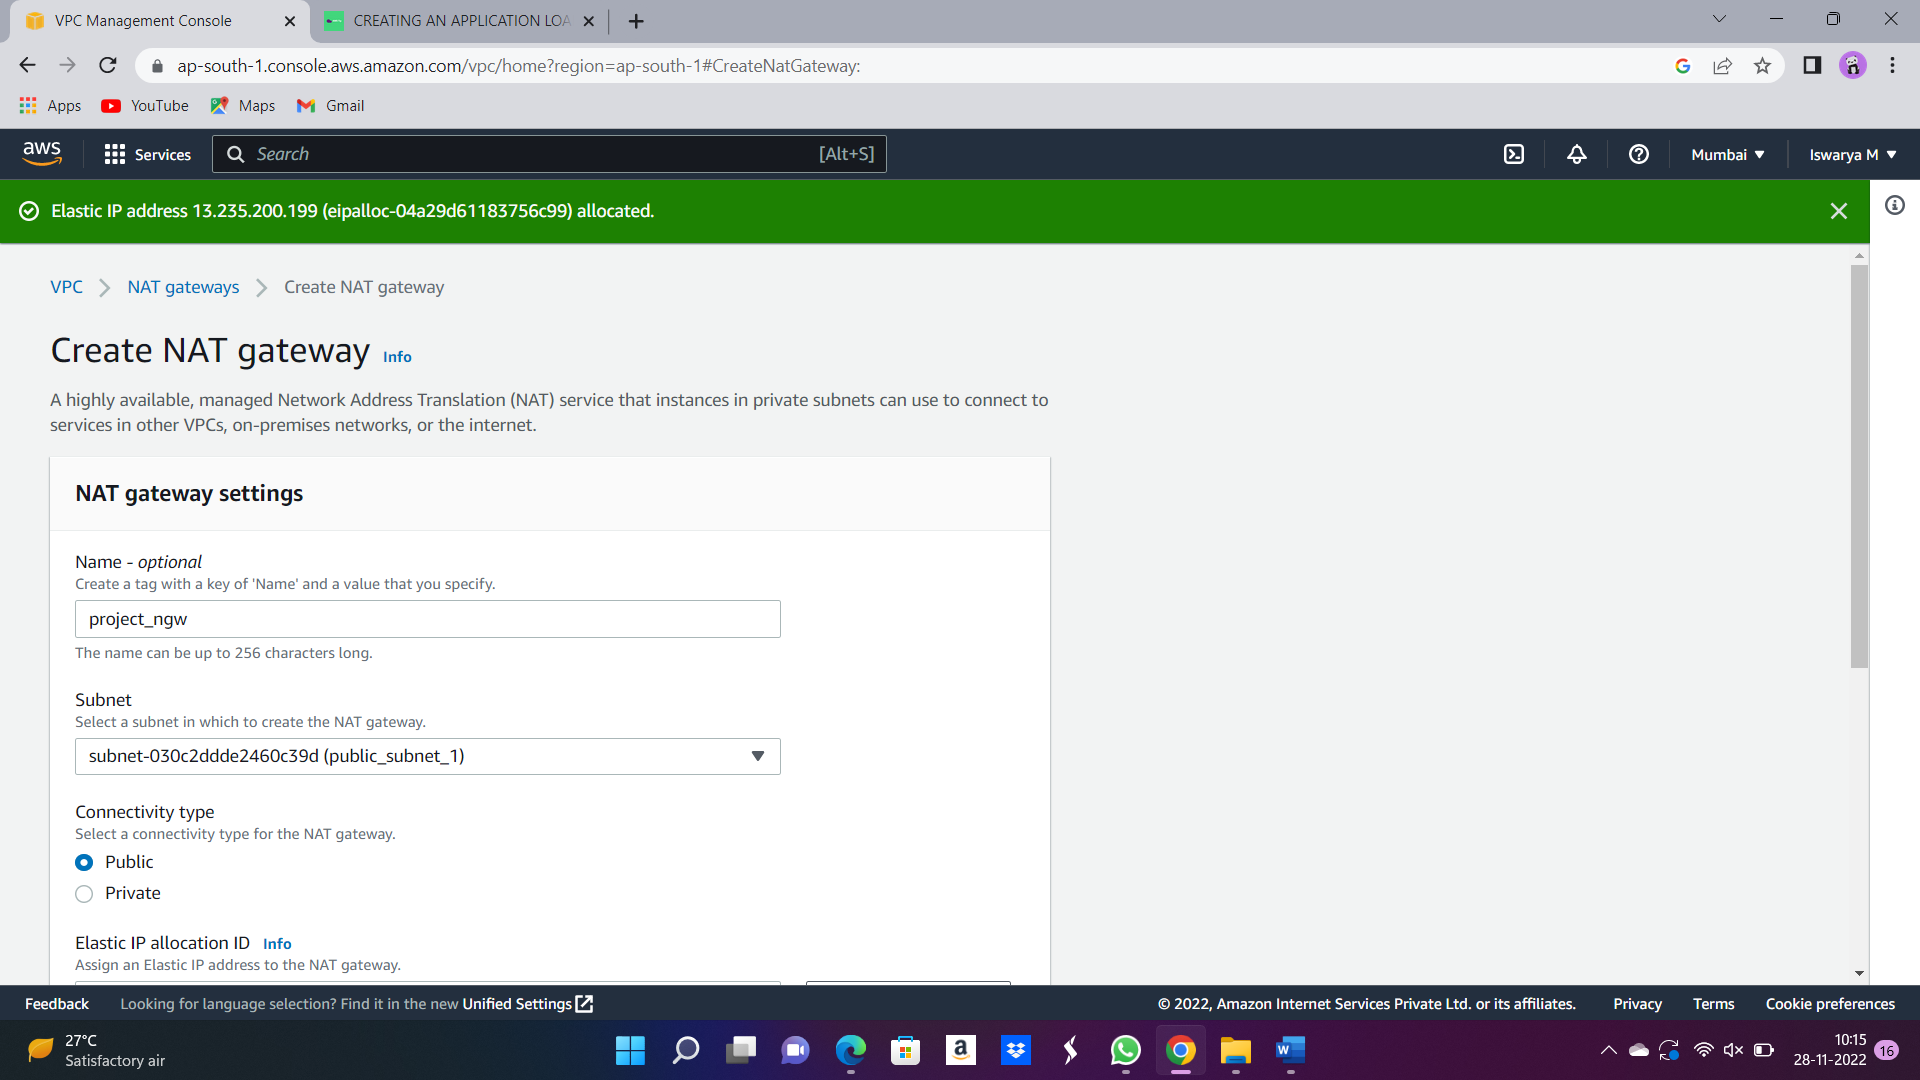 VPC Management Console
CREATING AN APPLICATION LOA
ap-south-1.console.aws.amazon.com/vpc/home?region=ap-south-1#CreateNatGateway:
Apps YouTube Maps Gmail
aws Services Search [Alt+S] Mumbai Iswarya M
Elastic IP address 13.235.200.199 (eipalloc-04a29d61183756c99) allocated.
VPC NAT gateways Create NAT gateway
Create NAT gateway Info
A highly available, managed Network Address Translation (NAT) service that instances in private subnets can use to connect to
services in other VPCs, on-premises networks, or the internet.
NAT gateway settings
Name - optional
Create a tag with a key of 'Name' and a value that you specify.
project_ngw
The name can be up to 256 characters long.
Subnet
Select a subnet in which to create the NAT gateway.
subnet-030c2ddde2460c39d (public_subnet_1)
Connectivity type
Select a connectivity type for the NAT gateway.
Public
Private
Elastic IP allocation ID Info
Assign an Elastic IP address to the NAT gateway.
Feedback Looking for language selection? Find it in the new Unified Settings © 2022, Amazon Internet Services Private Ltd. or its affiliates. Privacy Terms Cookie preferences
27°C
Satisfactory air
10:15
28-11-2022
16